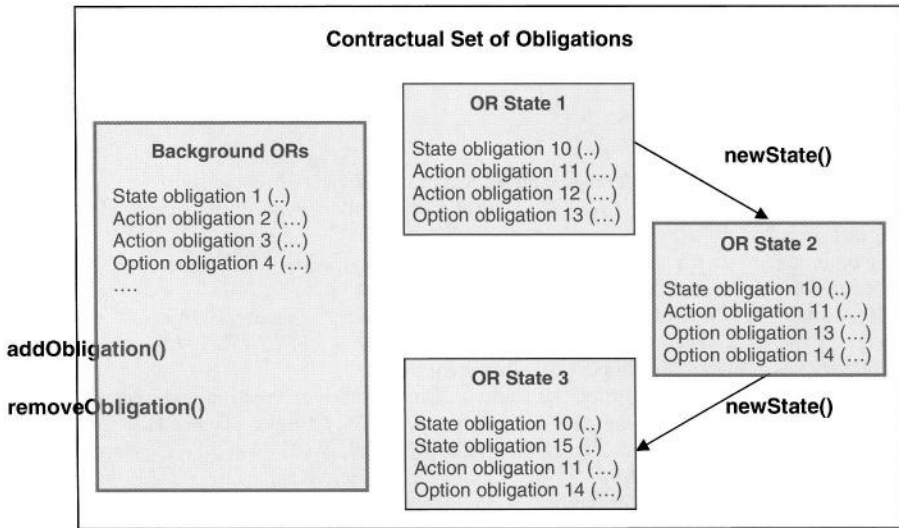 Contractual Set of Obligations
Background ORs
State obligation 1 (..)
Action obligation 2 (...)
Action obligation 3 (...)
Option obligation 4 (...)
....
addObligation()
removeObligation()
OR State 1
State obligation 10 (..)
Action obligation 11 (...)
Action obligation 12 (...)
Option obligation 13 (...)
newState()
OR State 2
State obligation 10 (..)
Action obligation 11 (...)
Option obligation 13 (...)
Option obligation 14 (...)
newState()
OR State 3
State obligation 10 (..)
State obligation 15 (..)
Action obligation 11 (...)
Option obligation 14 (...)